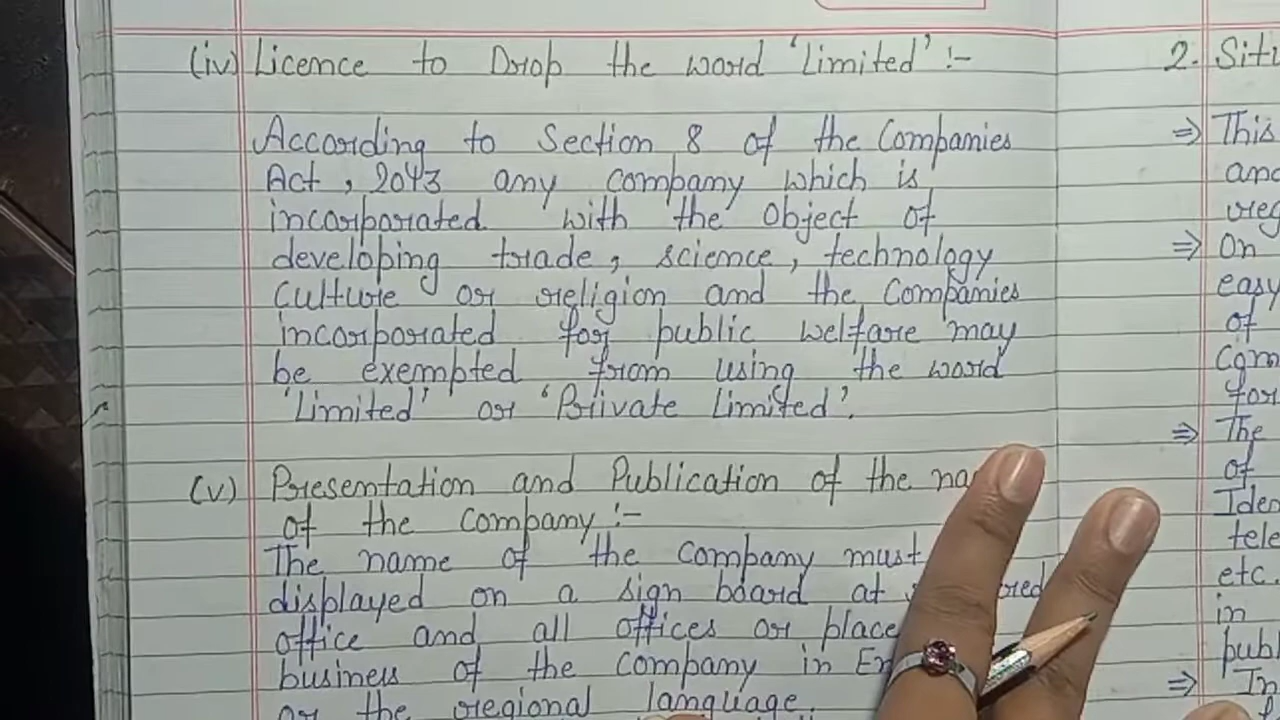 (iv) Licence to Drop the word 'Limited' :-
According to Section 8 of the Companies
Act, 2013 any company which is
incorporated with the object of
developing trade, science, technology
culture or religion and the Companies
incorporated for public welfare may
be exempted from using the word
'Limited' or 'Private Limited'.
(v) Presentation and Publication of the
of the Company :-
The name of the Company must
displayed on a sign board at
office and all offices or place
business of the company in
or the regional language.
2.
⇒ This
and
reg
⇒ On
easy
of
Com
for
⇒ The
of
Iden
tele
etc.
in
publ
⇒ In